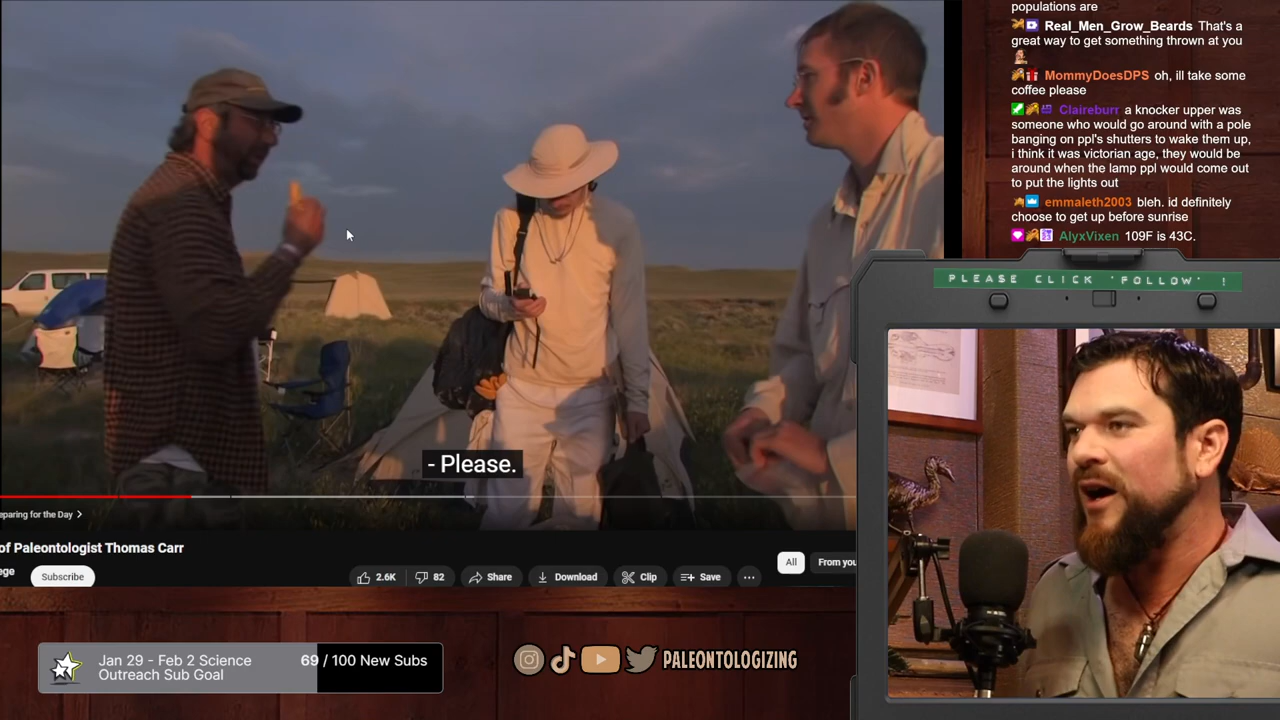 populations are
Real_Men_Grow_Beards That's a
great way to get something thrown at you
MommyDoesDPS oh, ill take some
coffee please
Claireburr a knocker upper was
someone who would go around with a pole
banging on ppl's shutters to wake them up,
i think it was victorian age, they would be
around when the lamp ppl would come out
to put the lights out
emmaleth2003 bleh. id definitely
choose to get up before sunrise
AlyxVixen 109F is 43C.
PLEASE CLICK 'FOLLOW' !
- Please.
eparing for the Day >
of Paleontologist Thomas Carr
ege
Subscribe
2.6K
82
Share
Download
Clip
Save
...
All
From you
Jan 29 - Feb 2 Science
Outreach Sub Goal
69 / 100 New Subs
PALEONTOLOGIZING